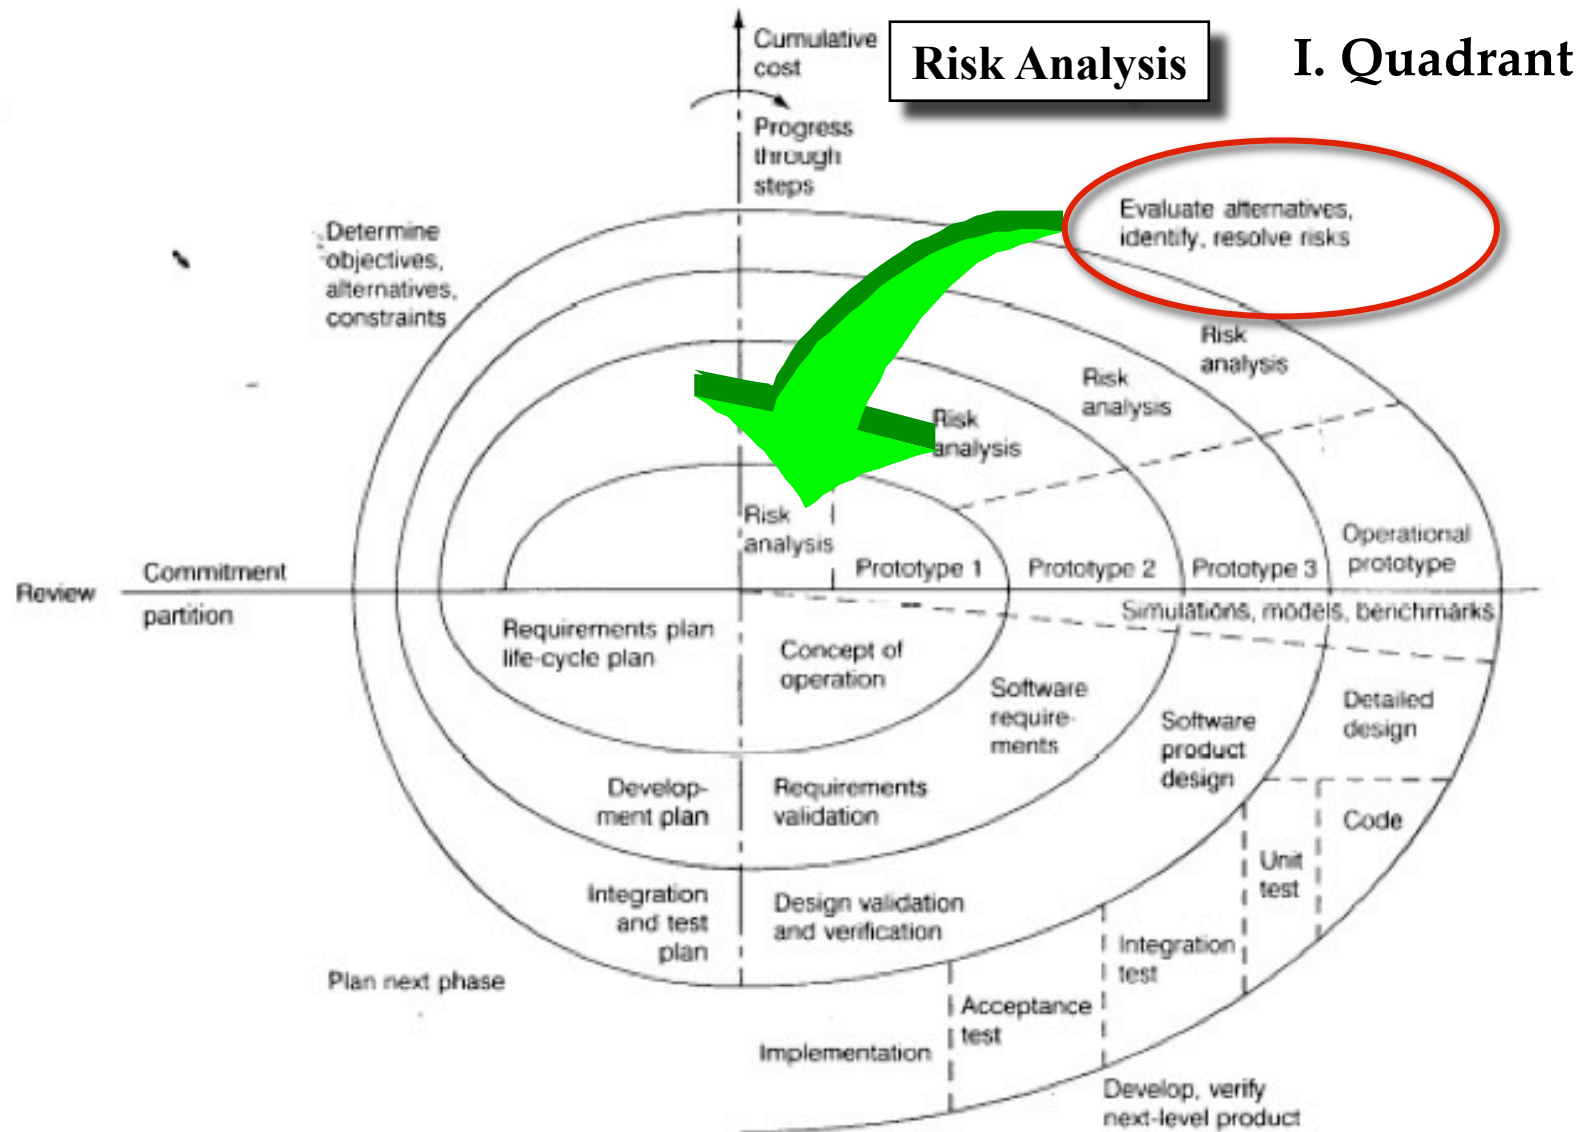 Cumulative
cost
Risk Analysis
I. Quadrant
Progress
through
steps
Evaluate alternatives,
identify, resolve risks
Determine
objectives,
alternatives,
constraints
Risk
analysis
Risk
analysis
Risk
analysis
Risk
analysis
Operational
prototype
Prototype 1
Prototype 2
Prototype 3
Review
Commitment
partition
Simulations, models, benchmarks
Requirements plan
life-cycle plan
Concept of
operation
Software
require-
ments
Software
product
design
Detailed
design
Develop-
ment plan
Requirements
validation
Code
Unit
test
Integration
and test
plan
Design validation
and verification
Integration
test
Plan next phase
Acceptance
test
Implementation
Develop, verify
next-level product